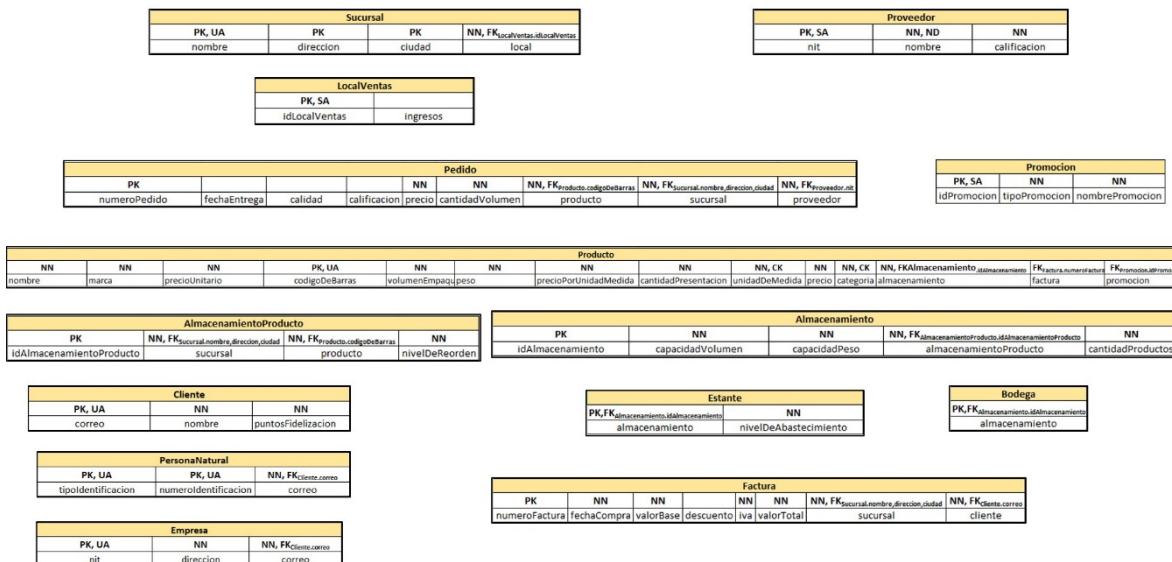 Sucursal
PK, UA PK PK NN, FKLocalVentas.idLocalVentas
nombre direccion ciudad local
Proveedor
PK, SA NN, ND NN
nit nombre calificacion
LocalVentas
PK, SA
idLocalVentas ingresos
Pedido
PK NN NN NN, FKProducto.codigoDeBarras NN, FKSucursal.nombre,direccion,ciudad NN, FKProveedor.nit
numeroPedido fechaEntrega calidad calificacion precio cantidadVolumen producto sucursal proveedor
Promocion
PK, SA NN NN
idPromocion tipoPromocion nombrePromocion
Producto
NN NN NN PK, UA NN NN NN NN NN, CK NN NN, CK NN, FKAlmacenamiento.idAlmacenamiento FKFactura.numeroFactura FKPromocion.idPromo
nombre marca precioUnitario codigoDeBarras volumenEmpaqu peso precioPorUnidadMedida cantidadPresentacion unidadDeMedida precio categoria almacenamiento factura promocion
AlmacenamientoProducto
PK NN, FKSucursal.nombre,direccion,ciudad NN, FKProducto.codigoDeBarras NN
idAlmacenamientoProducto sucursal producto nivelDeReorden
Almacenamiento
PK NN NN NN, FKAlmacenamientoProducto.idAlmacenamientoProducto NN
idAlmacenamiento capacidadVolumen capacidadPeso almacenamientoProducto cantidadProductos
Cliente
PK, UA NN NN
correo nombre puntosFidelizacion
Estante
PK,FKAlmacenamiento.idAlmacenamiento NN
almacenamiento nivelDeAbastecimiento
Bodega
PK,FKAlmacenamiento.idAlmacenamiento
almacenamiento
PersonaNatural
PK, UA PK, UA NN, FKCliente.correo
tipoIdentificacion numeroIdentificacion correo
Factura
PK NN NN NN NN NN, FKSucursal.nombre,direccion,ciudad NN, FKCliente.correo
numeroFactura fechaCompra valorBase descuento iva valorTotal sucursal cliente
Empresa
PK, UA NN NN, FKCliente.correo
nit direccion correo